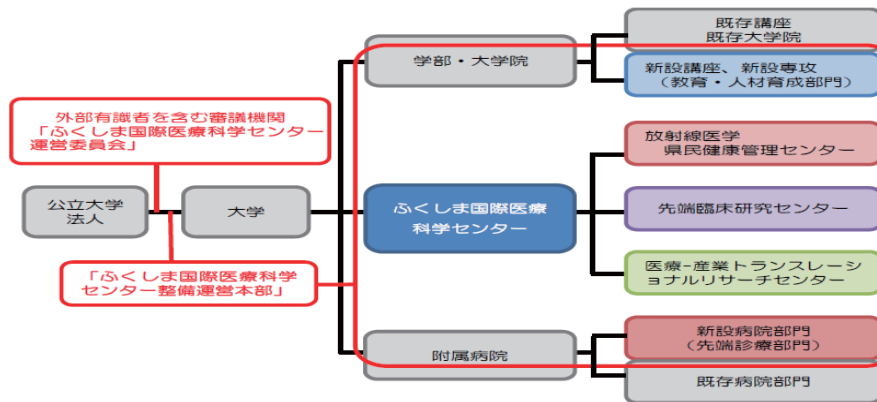 既存講座
既存大学院
学部・大学院
新設講座、新設専攻
（教育・人材育成部門）
外部有識者を含む審議機関
「ふくしま国際医療科学センター
運営委員会」
放射線医学
県民健康管理センター
公立大学
法人
大学
ふくしま国際医療
科学センター
先端臨床研究センター
「ふくしま国際医療科学
センター整備運営本部」
医療-産業トランスレーシ
ョナルリサーチセンター
附属病院
新設病院部門
（先端診療部門）
既存病院部門